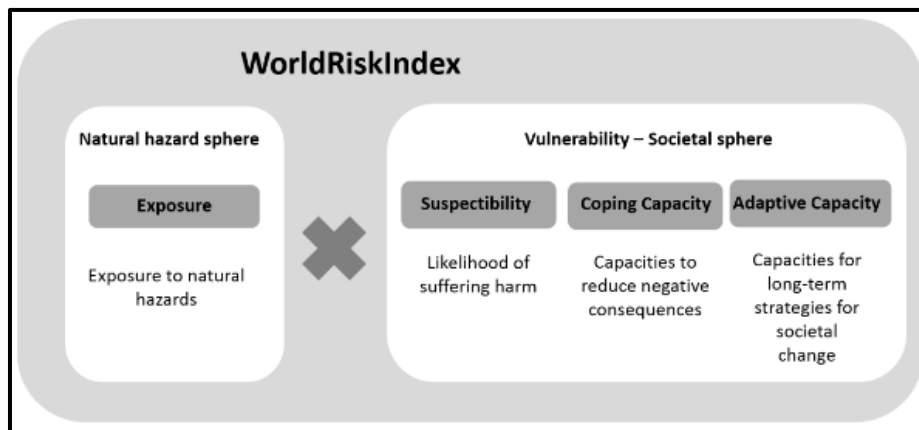 WorldRiskIndex
Natural hazard sphere
Exposure
Exposure to natural
hazards
Vulnerability – Societal sphere
Suspectibility
Likelihood of
suffering harm
Coping Capacity
Capacities to
reduce negative
consequences
Adaptive Capacity
Capacities for
long-term
strategies for
societal
change